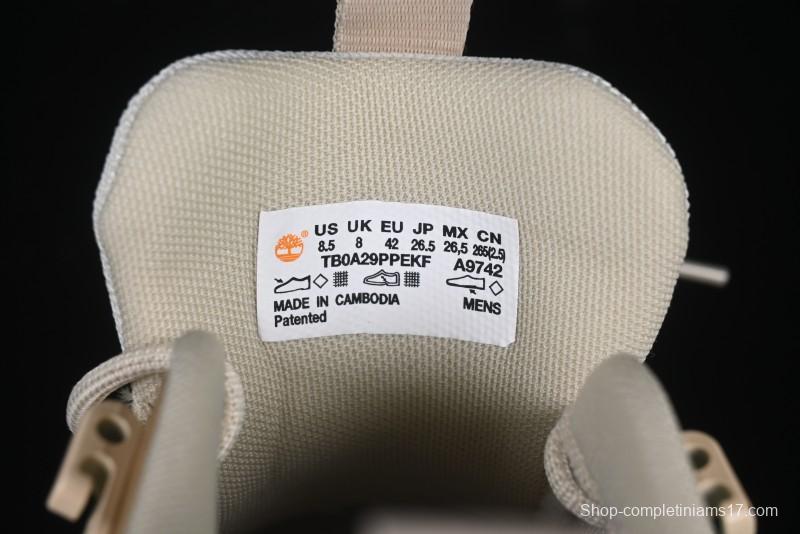 ®
US UK EU JP MX CN
8.5 8 42 26.5 26,5 265(2.5)
TB0A29PPEKF A9742
MADE IN CAMBODIA MENS
Patented
Shop-completiniams17.com